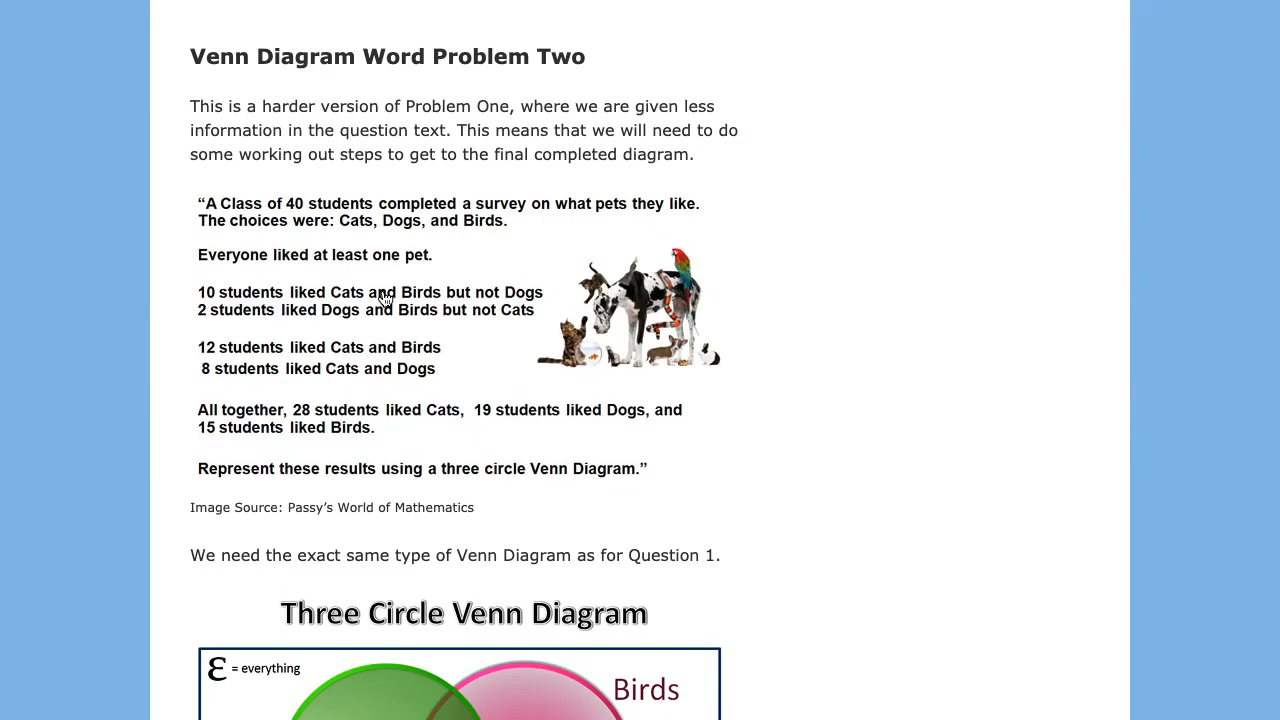 Venn Diagram Word Problem Two
This is a harder version of Problem One, where we are given less
information in the question text. This means that we will need to do
some working out steps to get to the final completed diagram.
“A Class of 40 students completed a survey on what pets they like.
The choices were: Cats, Dogs, and Birds.
Everyone liked at least one pet.
10 students liked Cats and Birds but not Dogs
2 students liked Dogs and Birds but not Cats
12 students liked Cats and Birds
8 students liked Cats and Dogs
All together, 28 students liked Cats, 19 students liked Dogs, and
15 students liked Birds.
Represent these results using a three circle Venn Diagram.”
Image Source: Passy’s World of Mathematics
We need the exact same type of Venn Diagram as for Question 1.
Three Circle Venn Diagram
Ɛ = everything
Birds